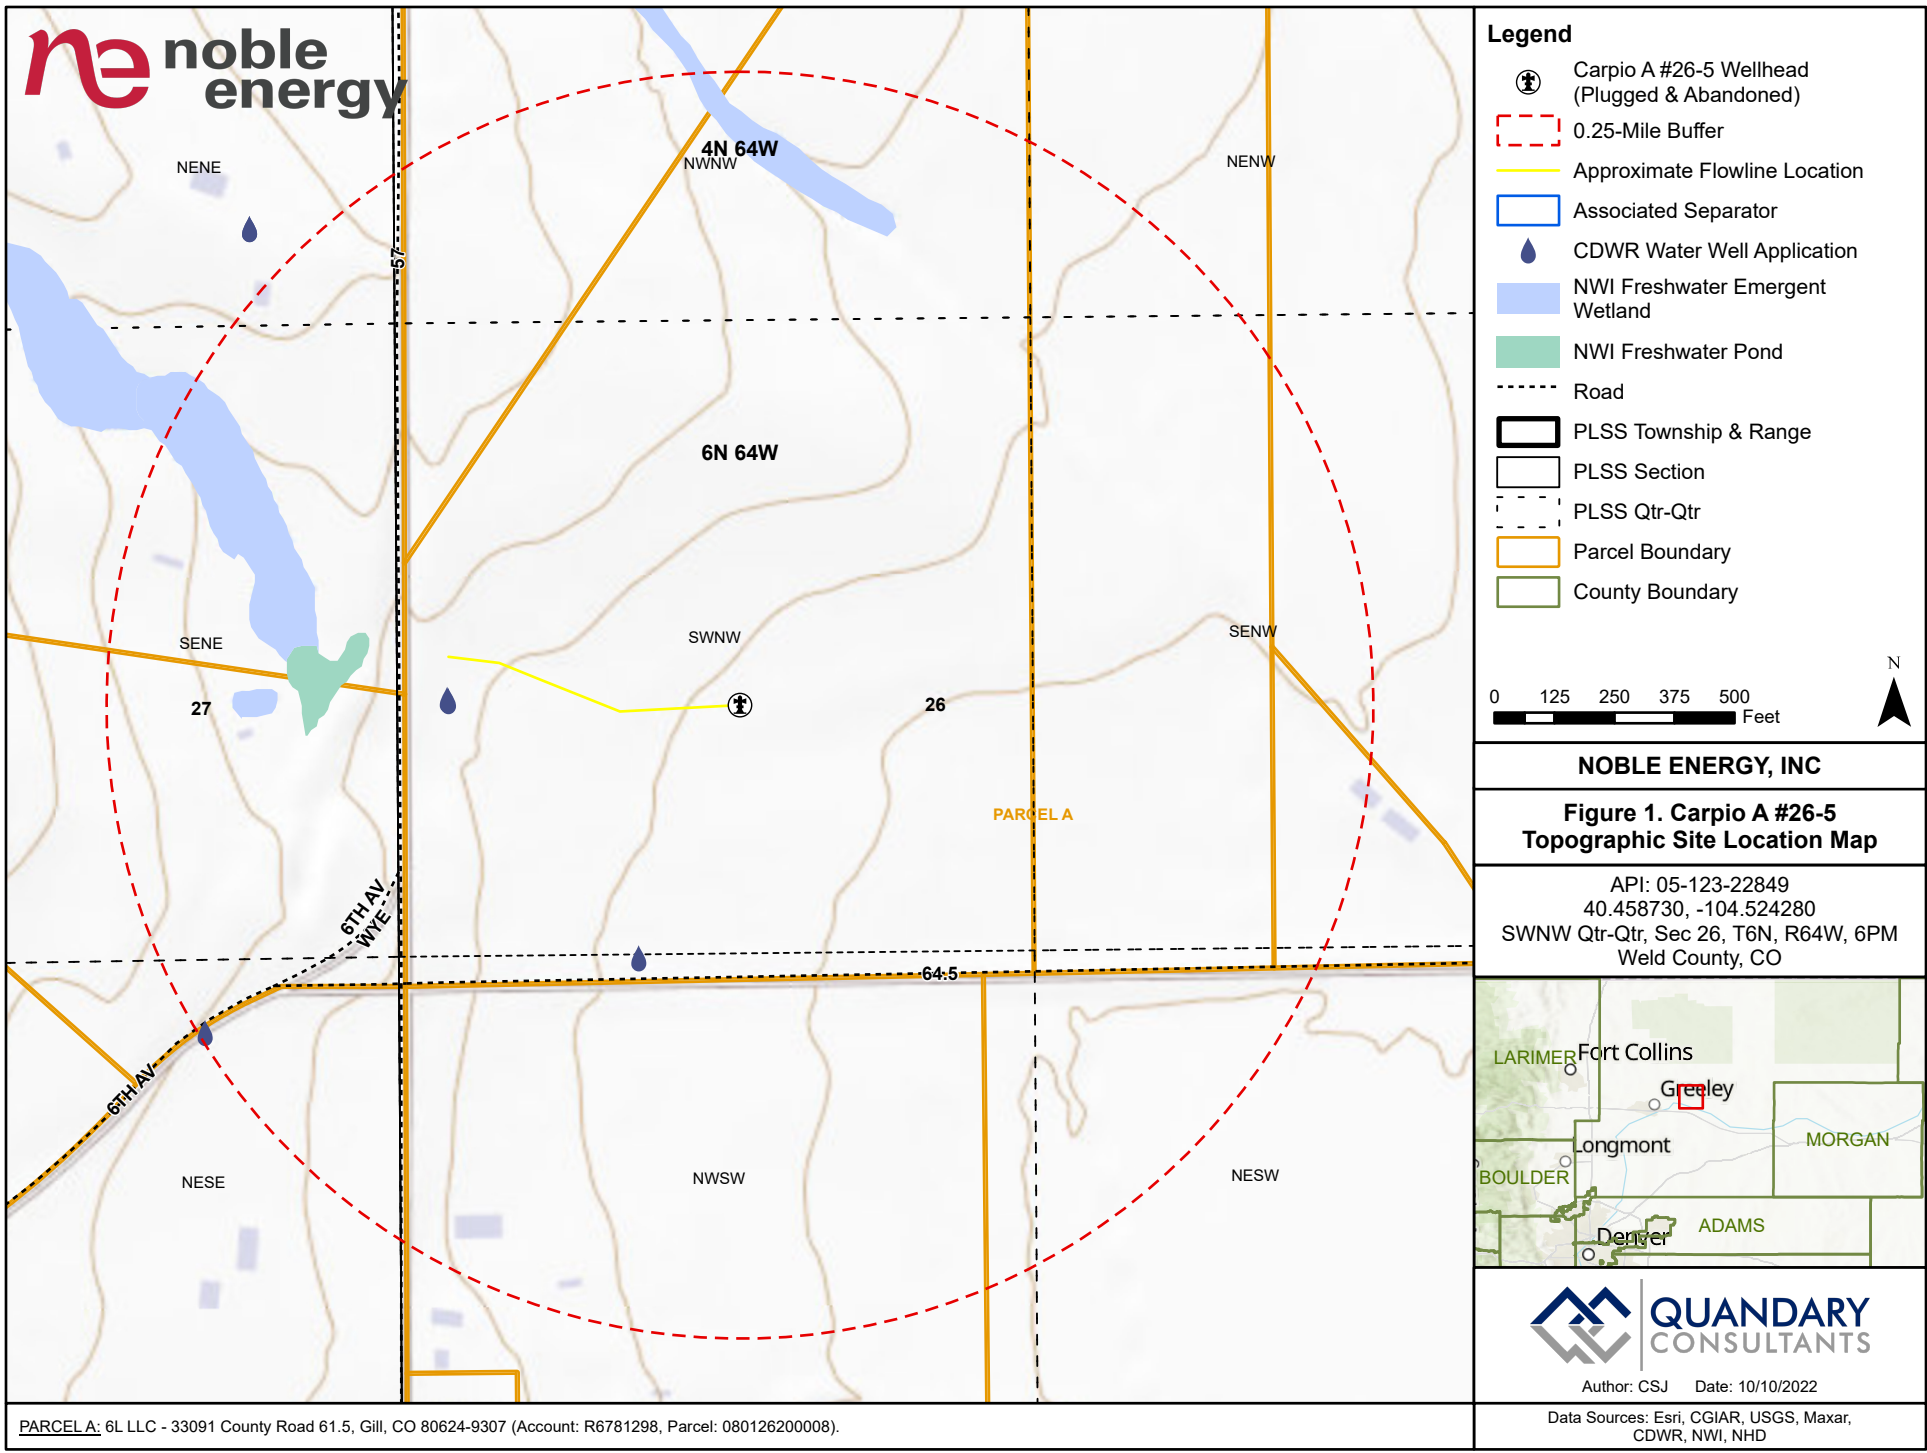 noble
energy
NENE
4N 64W
NWNW
NENW
57
6N 64W
SENE
SWNW
SENW
27
26
PARCEL A
6TH AV
WYE
64.5
6TH AV
NESE
NWSW
NESW
Legend
Carpio A #26-5 Wellhead
(Plugged & Abandoned)
0.25-Mile Buffer
Approximate Flowline Location
Associated Separator
CDWR Water Well Application
NWI Freshwater Emergent
Wetland
NWI Freshwater Pond
Road
PLSS Township & Range
PLSS Section
PLSS Qtr-Qtr
Parcel Boundary
County Boundary
N
0 125 250 375 500
Feet
NOBLE ENERGY, INC
Figure 1. Carpio A #26-5
Topographic Site Location Map
API: 05-123-22849
40.458730, -104.524280
SWNW Qtr-Qtr, Sec 26, T6N, R64W, 6PM
Weld County, CO
LARIMER
Fort Collins
Greeley
Longmont
MORGAN
BOULDER
ADAMS
Denver
QUANDARY
CONSULTANTS
Author: CSJ Date: 10/10/2022
PARCEL A: 6L LLC - 33091 County Road 61.5, Gill, CO 80624-9307 (Account: R6781298, Parcel: 080126200008).
Data Sources: Esri, CGIAR, USGS, Maxar,
CDWR, NWI, NHD